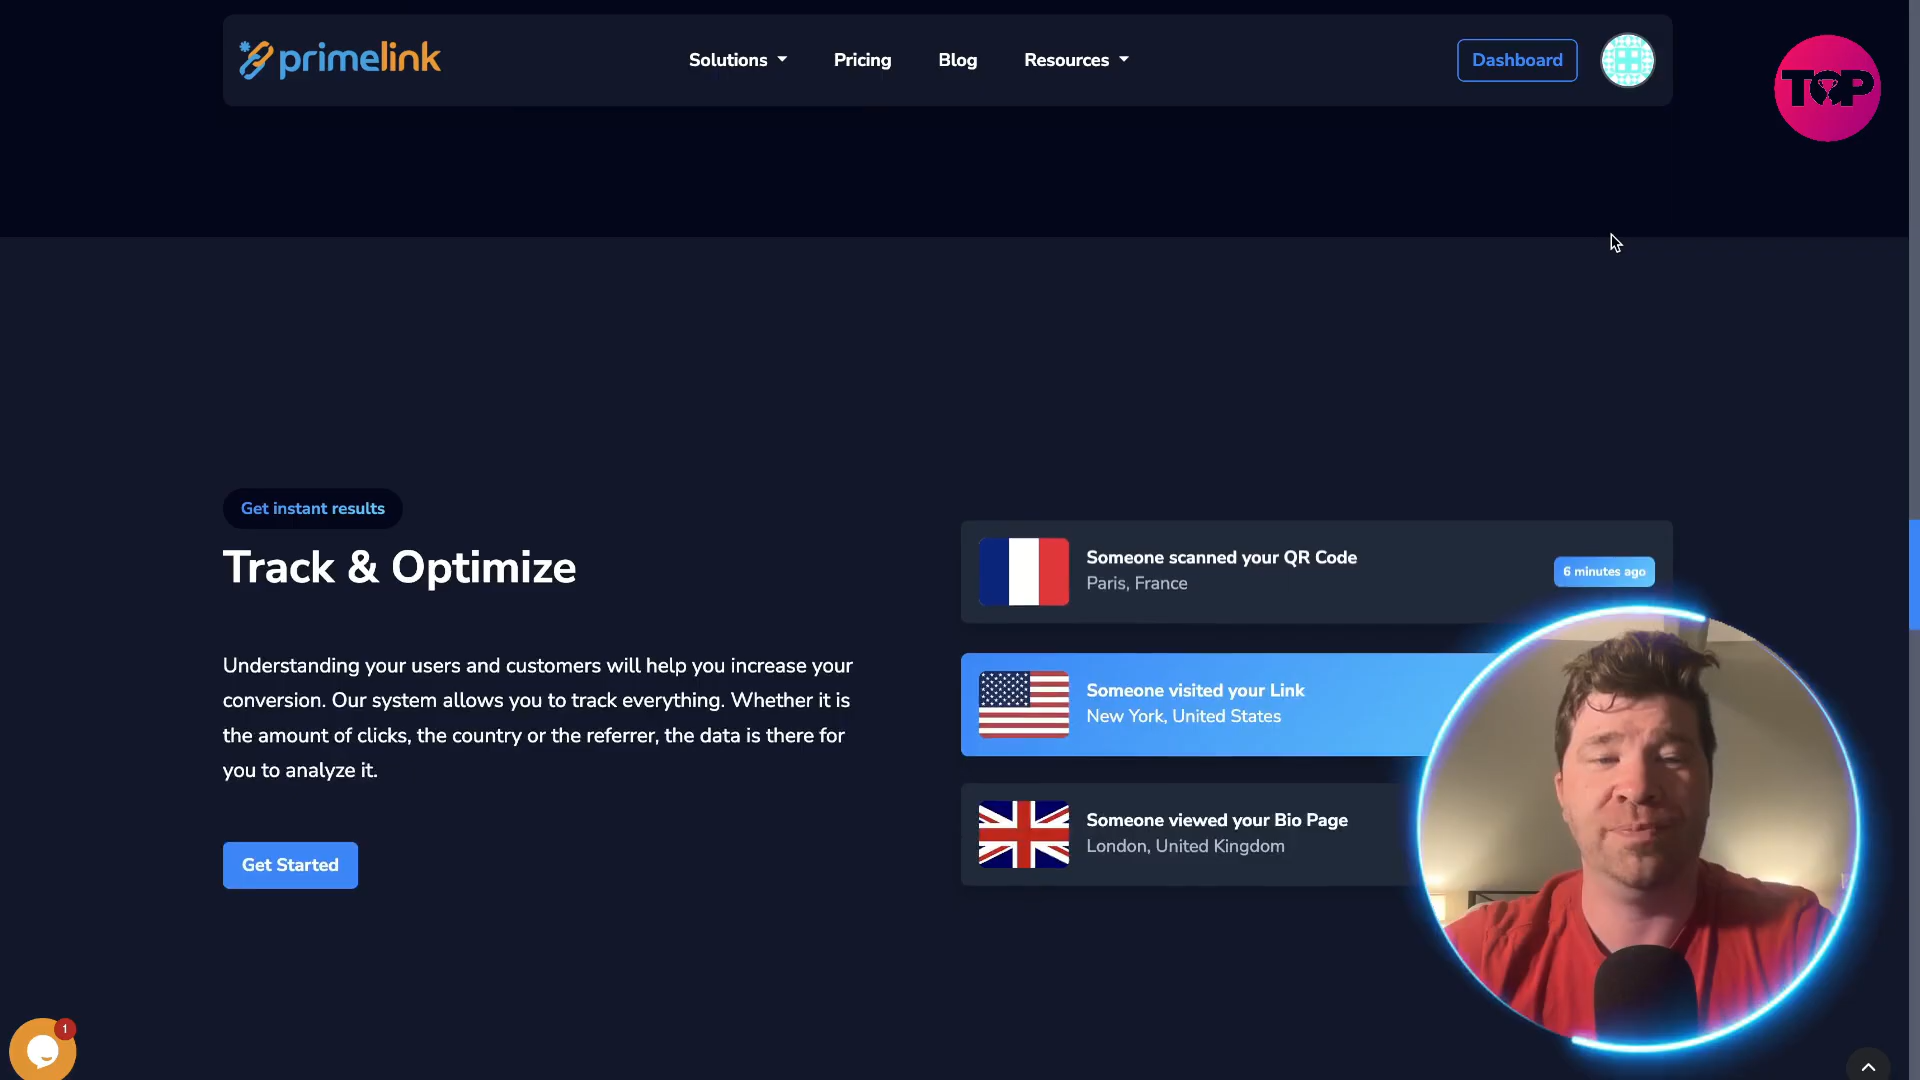 primelink
Solutions
Pricing
Blog
Resources
Dashboard
TOP
Get instant results
Track & Optimize
Understanding your users and customers will help you increase your
conversion. Our system allows you to track everything. Whether it is
the amount of clicks, the country or the referrer, the data is there for
you to analyze it.
Get Started
Someone scanned your QR Code
Paris, France
6 minutes ago
Someone visited your Link
New York, United States
Someone viewed your Bio Page
London, United Kingdom
1